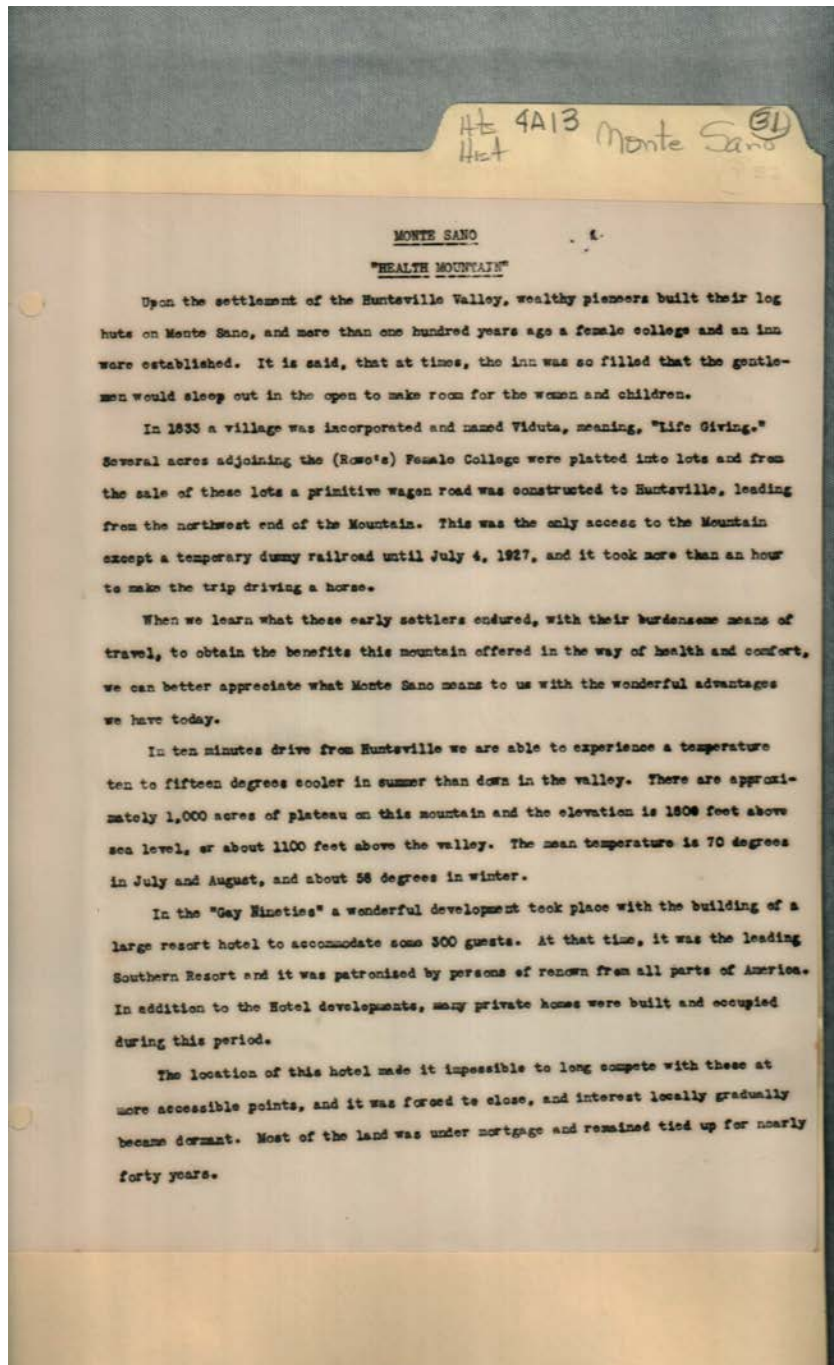 Hts 4A13 Monte Sano 31
Hist
MONTE SANO
"HEALTH MOUNTAIN"
Upon the settlement of the Huntsville Valley, wealthy pioneers built their log
huts on Monte Sano, and more than one hundred years ago a female college and an inn
were established. It is said, that at times, the inn was so filled that the gentle-
men would sleep out in the open to make room for the women and children.
In 1833 a village was incorporated and named Viduta, meaning, "Life Giving."
Several acres adjoining the (Rowe's) Female College were platted into lots and from
the sale of these lots a primitive wagon road was constructed to Huntsville, leading
from the northwest end of the Mountain. This was the only access to the Mountain
except a temporary dummy railroad until July 4, 1927, and it took more than an hour
to make the trip driving a horse.
When we learn what these early settlers endured, with their burdensome means of
travel, to obtain the benefits this mountain offered in the way of health and comfort,
we can better appreciate what Monte Sano means to us with the wonderful advantages
we have today.
In ten minutes drive from Huntsville we are able to experience a temperature
ten to fifteen degrees cooler in summer than down in the valley. There are approxi-
mately 1,000 acres of plateau on this mountain and the elevation is feet above
sea level, or about 1100 feet above the valley. The mean temperature is 70 degrees
in July and August, and about degrees in winter.
In the "Gay Nineties" a wonderful development took place with the building of a
large resort hotel to accommodate some 300 guests. At that time, it was the leading
Southern Resort and it was patronised by persons of renown from all parts of America.
In addition to the Hotel developments, many private homes were built and occupied
during this period.
The location of this hotel made it impossible to long compete with these at
more accessible points, and it was forced to close, and interest locally gradually
became dormant. Most of the land was under mortgage and remained tied up for nearly
forty years.